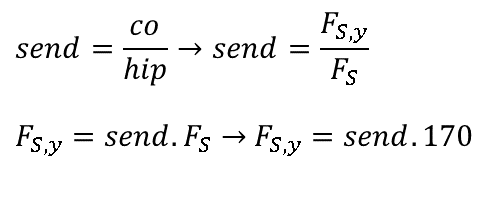 send = co/hip → send = F_{S,y}/F_S
F_{S,y} = send. F_S → F_{S,y} = send. 170